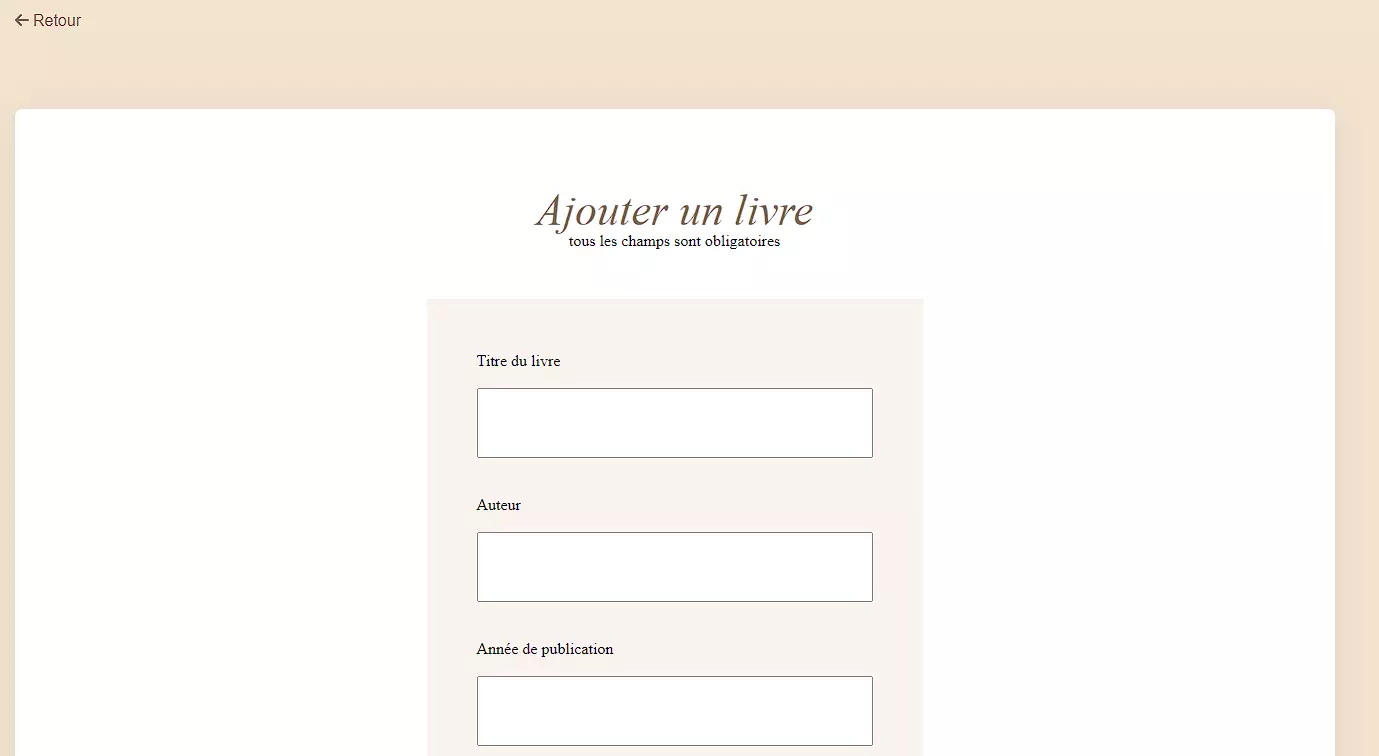 Retour
Ajouter un livre
tous les champs sont obligatoires
Titre du livre
Auteur
Année de publication